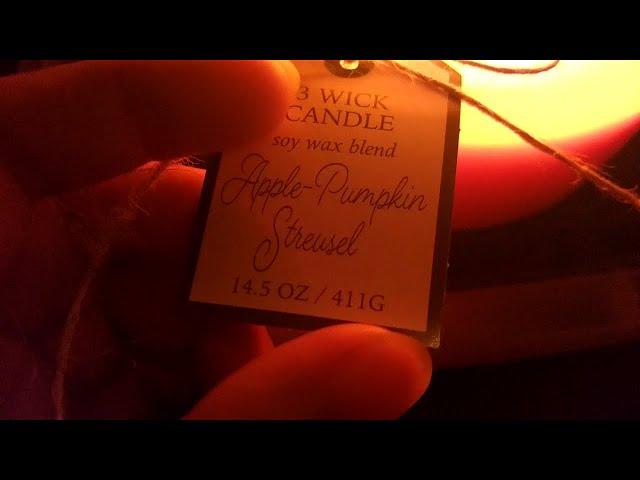 3 WICK
CANDLE
soy wax blend
Apple-Pumpkin
Streusel
14.5 OZ / 411G